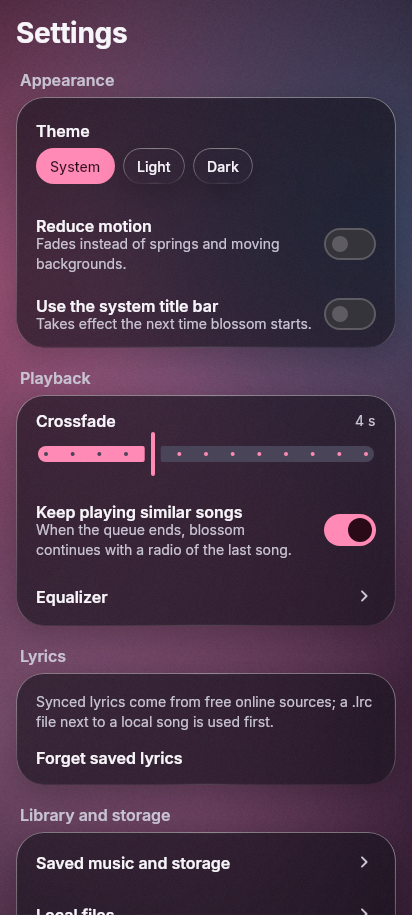 Settings
Appearance
Theme
System
Light
Dark
Reduce motion
Fades instead of springs and moving
backgrounds.
Use the system title bar
Takes effect the next time blossom starts.
Playback
Crossfade
4 s
Keep playing similar songs
When the queue ends, blossom
continues with a radio of the last song.
Equalizer
Lyrics
Synced lyrics come from free online sources; a .lrc
file next to a local song is used first.
Forget saved lyrics
Library and storage
Saved music and storage
Local files